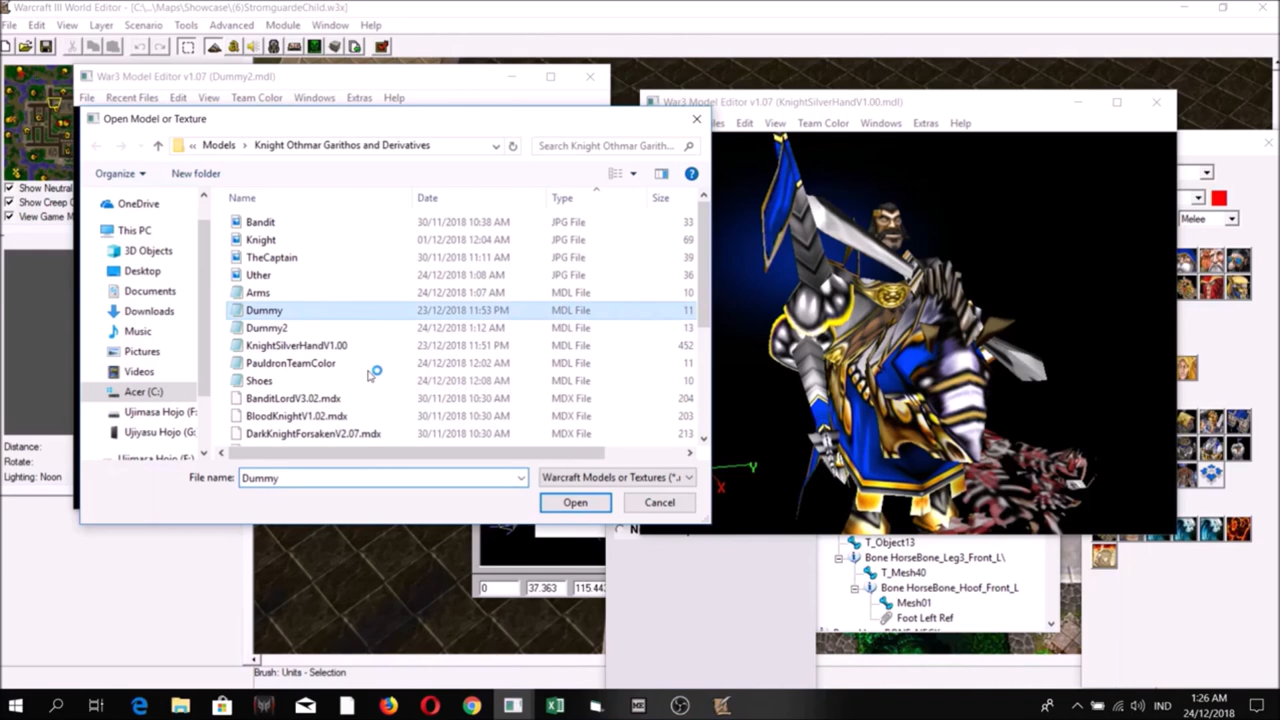 Warcraft III World Editor - [C:\...\Maps\Showcase\(6)StromguardeChild.w3x]
File Edit View Layer Scenario Tools Advanced Module Window Help
War3 Model Editor v1.07 (Dummy2.mdl)
File Recent Files Edit View Team Color Windows Extras Help
War3 Model Editor v1.07 (KnightSilverHandV1.00.mdl)
Edit View Team Color Windows Extras Help
Open Model or Texture
« Models > Knight Othmar Garithos and Derivatives
Search Knight Othmar Garith...
Organize New folder
Name Date Type Size
OneDrive
This PC
3D Objects
Desktop
Documents
Downloads
Music
Pictures
Videos
Acer (C:)
Ujimasa Hojo (F:
Ujiyasu Hojo (G:
Bandit 30/11/2018 10:38 AM JPG File 33
Knight 01/12/2018 12:04 AM JPG File 69
TheCaptain 30/11/2018 11:11 AM JPG File 39
Uther 24/12/2018 1:08 AM JPG File 36
Arms 24/12/2018 1:07 AM MDL File 10
Dummy 23/12/2018 11:53 PM MDL File 11
Dummy2 24/12/2018 1:12 AM MDL File 13
KnightSilverHandV1.00 23/12/2018 11:51 PM MDL File 452
PauldronTeamColor 24/12/2018 12:02 AM MDL File 11
Shoes 24/12/2018 12:08 AM MDL File 10
BanditLordV3.02.mdx 30/11/2018 10:30 AM MDX File 204
BloodKnightV1.02.mdx 30/11/2018 10:30 AM MDX File 203
DarkKnightForsakenV2.07.mdx 30/11/2018 10:30 AM MDX File 213
File name: Dummy
Warcraft Models or Textures (*.
Open Cancel
Show Neutral
Show Creep C
View Game M
Distance:
Rotate:
Lighting: Noon
Melee
Y
X
N
0 37.363 115.44
T_Object13
Bone HorseBone_Leg3_Front_L\
T_Mesh40
Bone HorseBone_Hoof_Front_L
Mesh01
Foot Left Ref
Brush: Units - Selection
IND
1:26 AM
24/12/2018